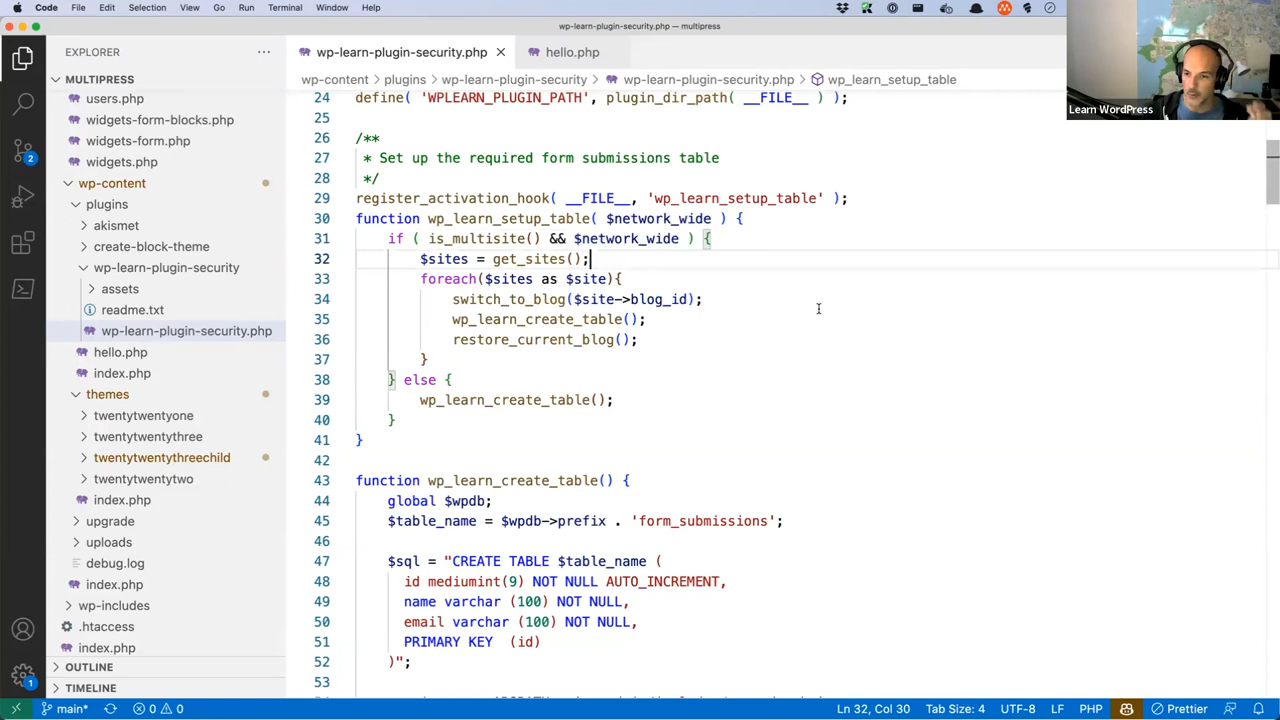 Code File Edit Selection View Go Run Terminal Window Help
wp-learn-plugin-security.php — multipress
EXPLORER
MULTIPRESS
users.php
widgets-form-blocks.php
widgets-form.php
widgets.php
wp-content
plugins
akismet
create-block-theme
wp-learn-plugin-security
assets
readme.txt
wp-learn-plugin-security.php
hello.php
index.php
themes
twentytwentyone
twentytwentythree
twentytwentythreechild
twentytwentytwo
index.php
upgrade
uploads
debug.log
index.php
wp-includes
.htaccess
index.php
OUTLINE
TIMELINE
2
1
wp-learn-plugin-security.php hello.php
wp-content plugins wp-learn-plugin-security wp-learn-plugin-security.php wp_learn_setup_table
24 define( 'WPLEARN_PLUGIN_PATH', plugin_dir_path( __FILE__ ) );
25
26 /**
27 * Set up the required form submissions table
28 */
29 register_activation_hook( __FILE__, 'wp_learn_setup_table' );
30 function wp_learn_setup_table( $network_wide ) {
31 if ( is_multisite() && $network_wide ) {
32 $sites = get_sites();
33 foreach($sites as $site){
34 switch_to_blog($site->blog_id);
35 wp_learn_create_table();
36 restore_current_blog();
37 }
38 } else {
39 wp_learn_create_table();
40 }
41 }
42
43 function wp_learn_create_table() {
44 global $wpdb;
45 $table_name = $wpdb->prefix . 'form_submissions';
46
47 $sql = "CREATE TABLE $table_name (
48 id mediumint(9) NOT NULL AUTO_INCREMENT,
49 name varchar (100) NOT NULL,
50 email varchar (100) NOT NULL,
51 PRIMARY KEY (id)
52 )";
53
Learn WordPress
main* 0 0 Ln 32, Col 30 Tab Size: 4 UTF-8 LF PHP Prettier